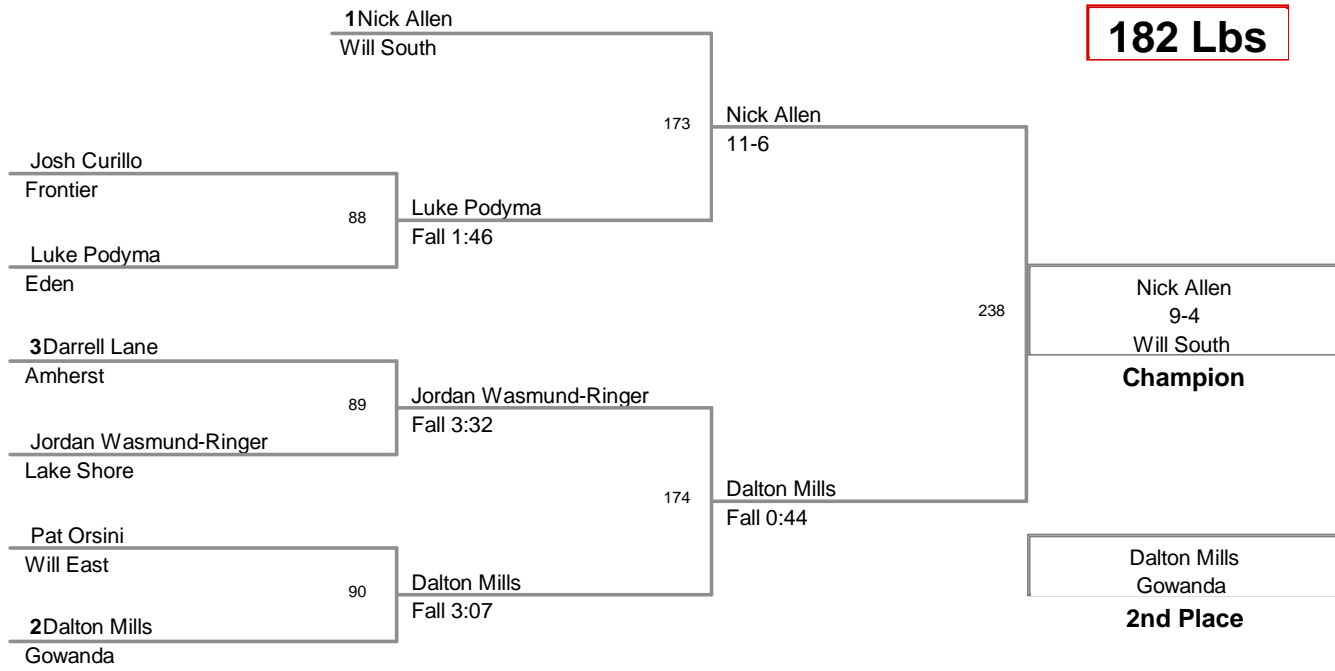 1Nick Allen
Will South
182 Lbs
173
Nick Allen
11-6
Josh Curillo
Frontier
88
Luke Podyma
Fall 1:46
Luke Podyma
Eden
238
Nick Allen
9-4
Will South
Champion
3Darrell Lane
Amherst
89
Jordan Wasmund-Ringer
Fall 3:32
Jordan Wasmund-Ringer
Lake Shore
174
Dalton Mills
Fall 0:44
Pat Orsini
Will East
90
Dalton Mills
Fall 3:07
2Dalton Mills
Gowanda
Dalton Mills
Gowanda
2nd Place